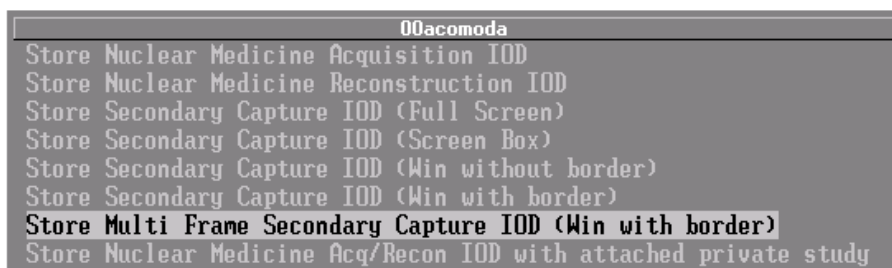 00acomoda
Store Nuclear Medicine Acquisition IOD
Store Nuclear Medicine Reconstruction IOD
Store Secondary Capture IOD (Full Screen)
Store Secondary Capture IOD (Screen Box)
Store Secondary Capture IOD (Win without border)
Store Secondary Capture IOD (Win with border)
Store Multi Frame Secondary Capture IOD (Win with border)
Store Nuclear Medicine Acq/Recon IOD with attached private study